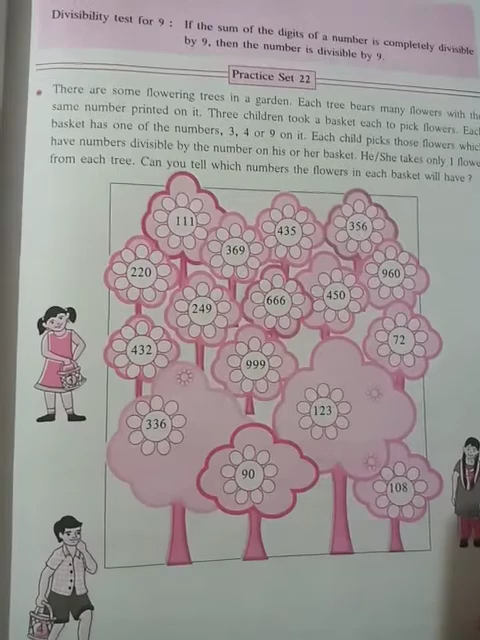 Divisibility test for 9 : If the sum of the digits of a number is completely divisible
by 9, then the number is divisible by 9.
Practice Set 22
• There are some flowering trees in a garden. Each tree bears many flowers with the
same number printed on it. Three children took a basket each to pick flowers. Each
basket has one of the numbers, 3, 4 or 9 on it. Each child picks those flowers which
have numbers divisible by the number on his or her basket. He/She takes only 1 flower
from each tree. Can you tell which numbers the flowers in each basket will have ?
111
435
356
369
220
960
249
666
450
432
999
72
336
123
90
108